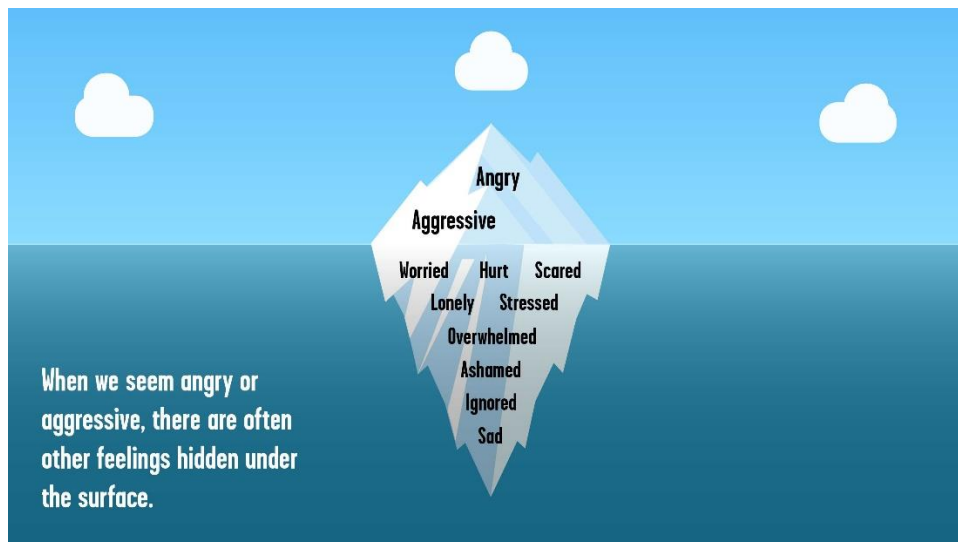 Angry
Aggressive
Worried Hurt Scared
Lonely Stressed
Overwhelmed
Ashamed
Ignored
Sad
When we seem angry or
aggressive, there are often
other feelings hidden under
the surface.